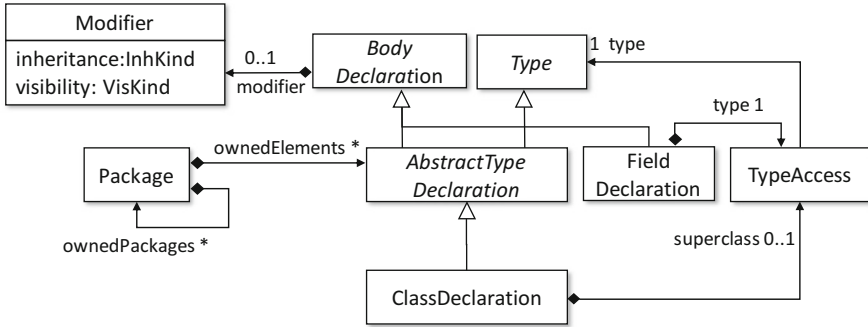 Modifier
inheritance:InhKind
visibility: VisKind
0..1
modifier
Body
Declaration
Type
1 type
type 1
Package
ownedElements *
ownedPackages *
AbstractType
Declaration
Field
Declaration
TypeAccess
superclass 0..1
ClassDeclaration